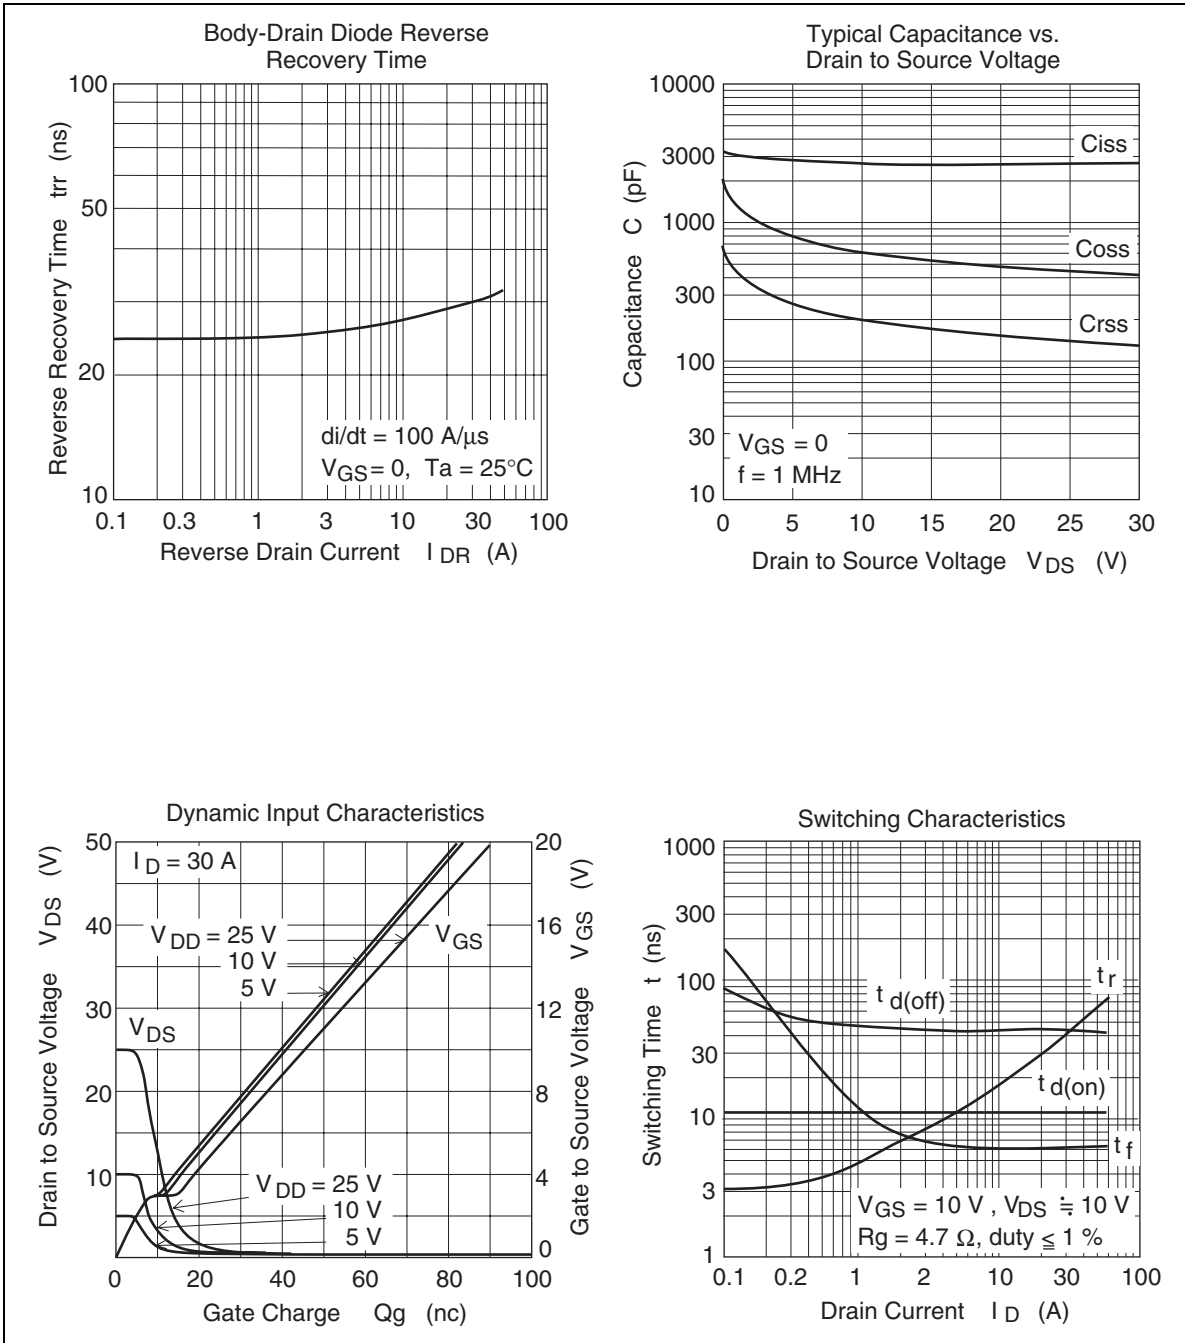 Body-Drain Diode Reverse
Recovery Time
Reverse Recovery Time trr (ns)
100
50
20
10
di/dt = 100 A/μs
VGS = 0, Ta = 25°C
0.1 0.3 1 3 10 30 100
Reverse Drain Current IDR (A)
Typical Capacitance vs.
Drain to Source Voltage
Capacitance C (pF)
10000
3000
1000
300
100
30
10
Ciss
Coss
Crss
VGS = 0
f = 1 MHz
0 5 10 15 20 25 30
Drain to Source Voltage VDS (V)
Dynamic Input Characteristics
Drain to Source Voltage VDS (V)
50
40
30
20
10
ID = 30 A
VDD = 25 V
10 V
5 V
VGS
VDS
VDD = 25 V
10 V
5 V
20
16
12
8
4
0
Gate to Source Voltage VGS (V)
0 20 40 60 80 100
Gate Charge Qg (nc)
Switching Characteristics
Switching Time t (ns)
1000
300
100
30
10
3
1
td(off)
tr
td(on)
tf
VGS = 10 V , VDS ≒ 10 V
Rg = 4.7 Ω, duty ≦ 1 %
0.1 0.2 1 2 10 30 100
Drain Current ID (A)